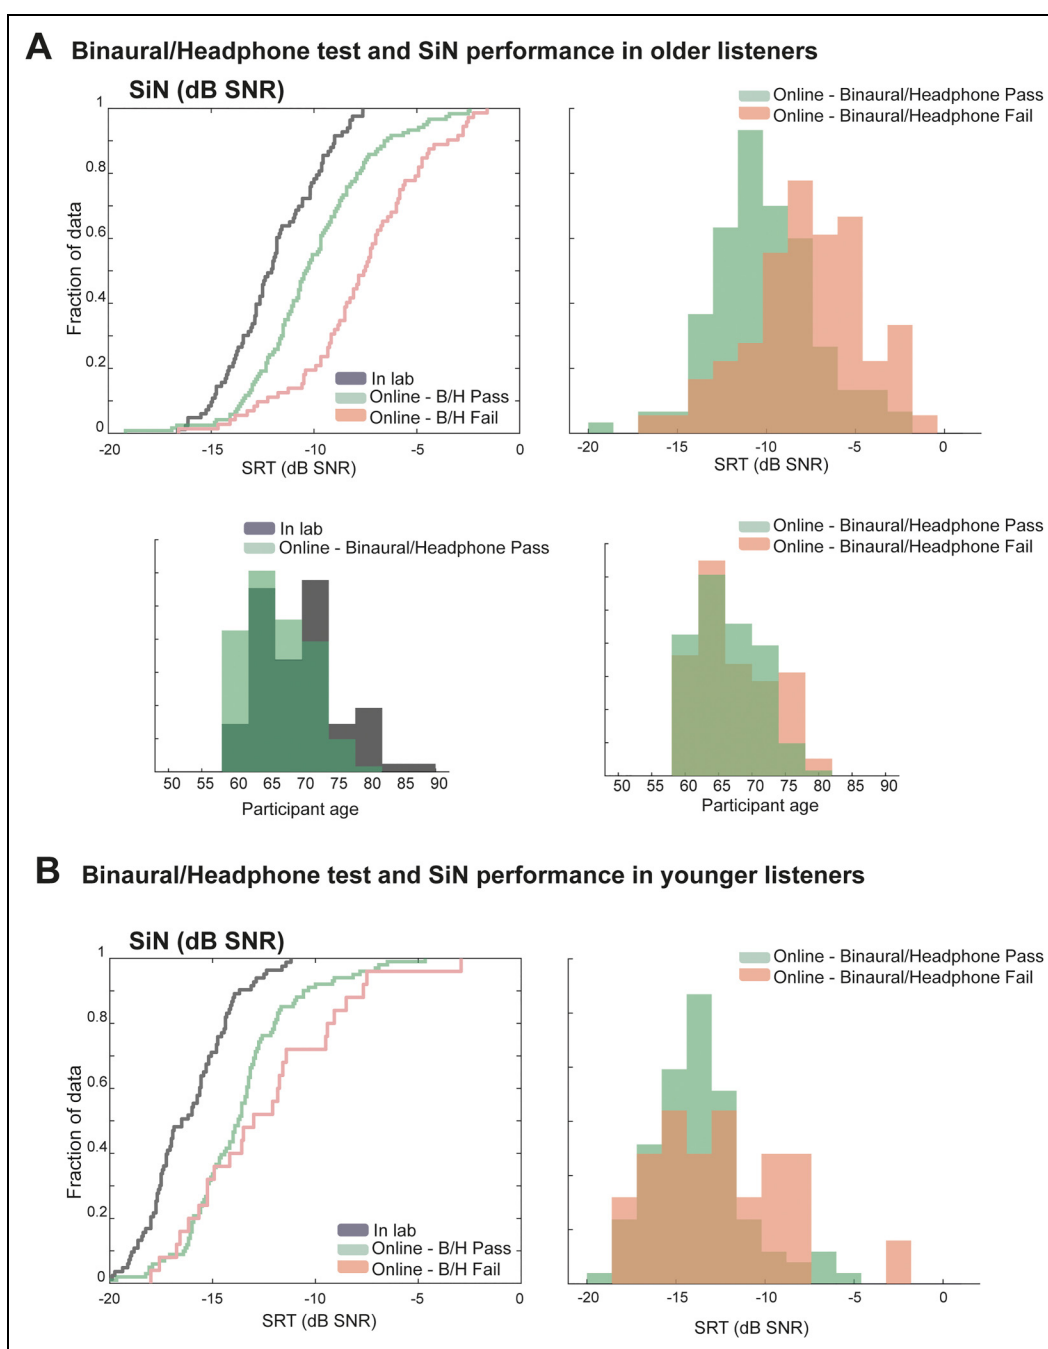 A Binaural/Headphone test and SiN performance in older listeners
SiN (dB SNR)
Fraction of data
1
0.8
0.6
0.4
0.2
0
In lab
Online - B/H Pass
Online - B/H Fail
-20 -15 -10 -5 0
SRT (dB SNR)
Online - Binaural/Headphone Pass
Online - Binaural/Headphone Fail
-20 -15 -10 -5 0
SRT (dB SNR)
In lab
Online - Binaural/Headphone Pass
50 55 60 65 70 75 80 85 90
Participant age
Online - Binaural/Headphone Pass
Online - Binaural/Headphone Fail
50 55 60 65 70 75 80 85 90
Participant age
B Binaural/Headphone test and SiN performance in younger listeners
SiN (dB SNR)
Fraction of data
1
0.8
0.6
0.4
0.2
0
In lab
Online - B/H Pass
Online - B/H Fail
-20 -15 -10 -5 0
SRT (dB SNR)
Online - Binaural/Headphone Pass
Online - Binaural/Headphone Fail
-20 -15 -10 -5 0
SRT (dB SNR)